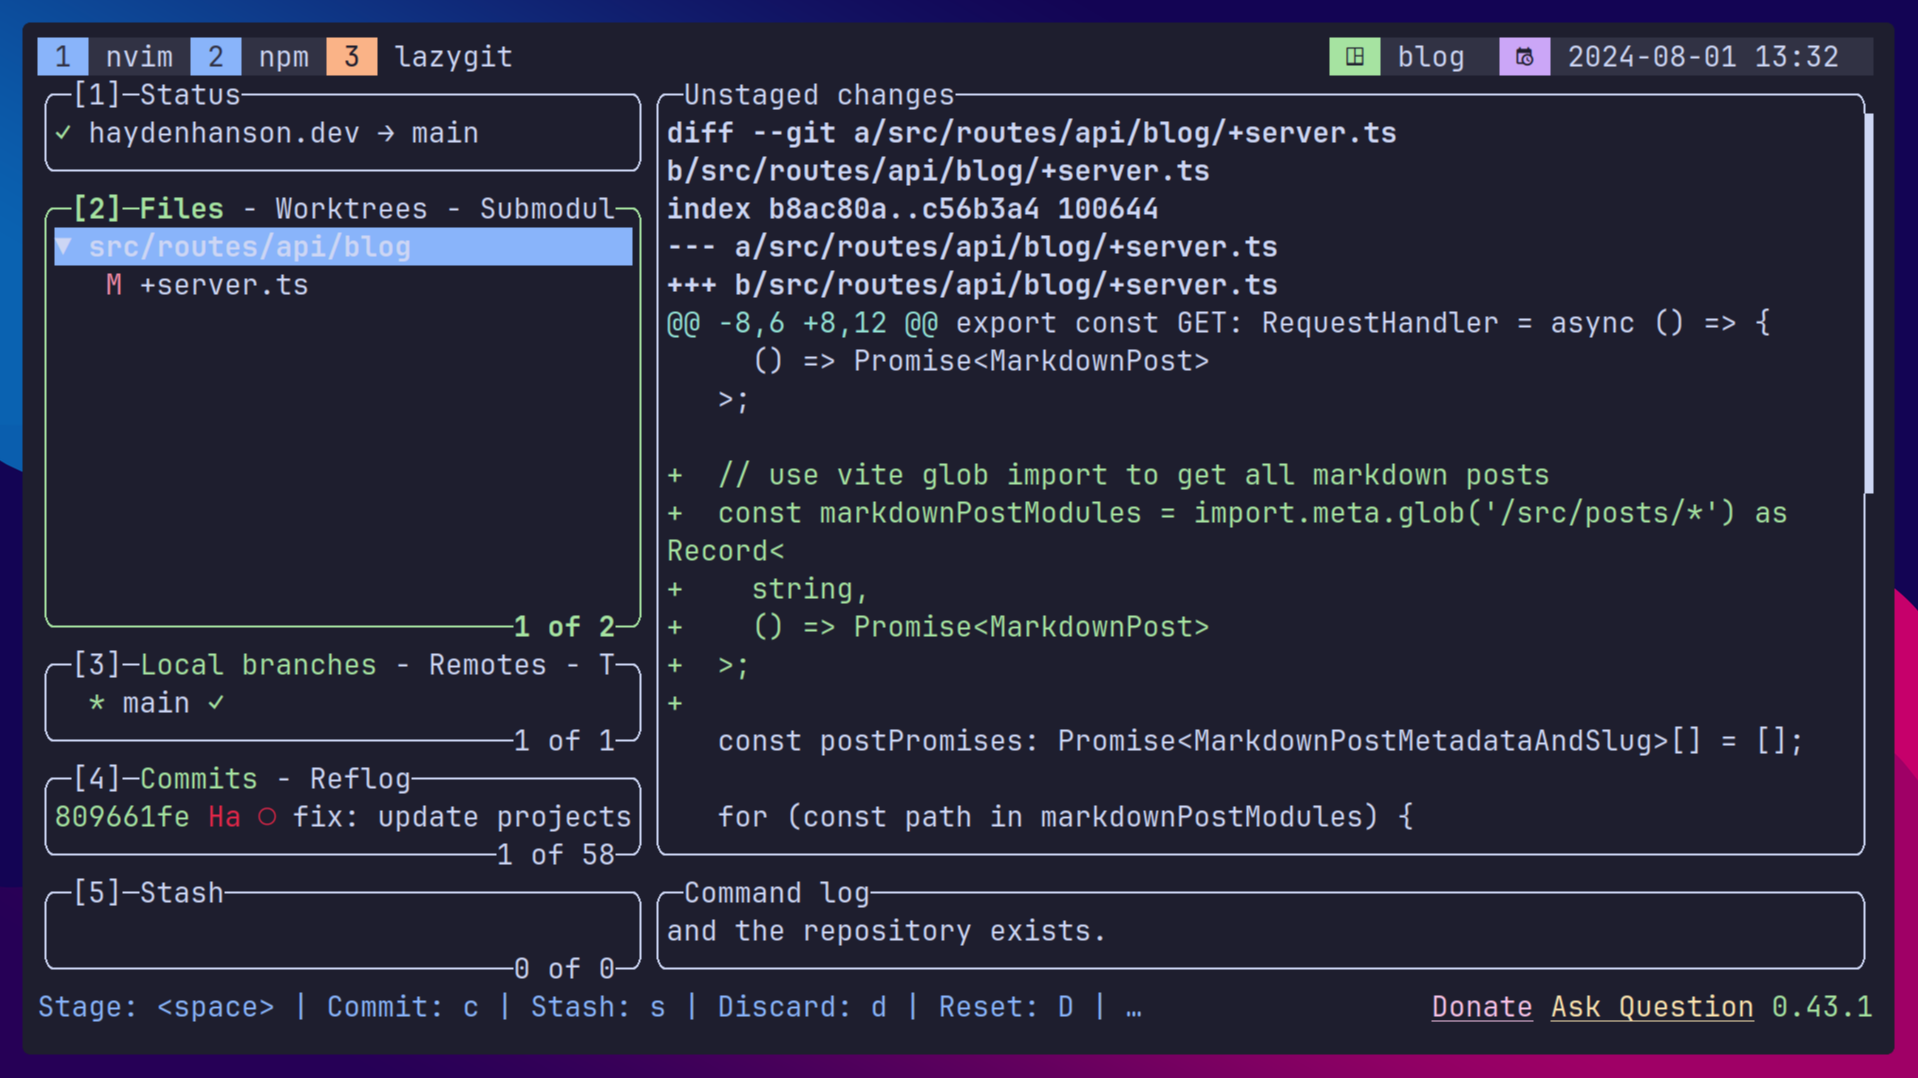 1 nvim 2 npm 3 lazygit blog 2024-08-01 13:32
[1]─Status
✓ haydenhanson.dev → main
[2]─Files - Worktrees - Submodul
▼ src/routes/api/blog
M +server.ts
1 of 2
[3]─Local branches - Remotes - T
* main ✓
1 of 1
[4]─Commits - Reflog
809661fe Ha ○ fix: update projects
1 of 58
[5]─Stash
0 of 0
Unstaged changes
diff --git a/src/routes/api/blog/+server.ts
b/src/routes/api/blog/+server.ts
index b8ac80a..c56b3a4 100644
--- a/src/routes/api/blog/+server.ts
+++ b/src/routes/api/blog/+server.ts
@@ -8,6 +8,12 @@ export const GET: RequestHandler = async () => {
() => Promise<MarkdownPost>
>;
+ // use vite glob import to get all markdown posts
+ const markdownPostModules = import.meta.glob('/src/posts/*') as
Record<
+ string,
+ () => Promise<MarkdownPost>
+ >;
+
const postPromises: Promise<MarkdownPostMetadataAndSlug>[] = [];
for (const path in markdownPostModules) {
Command log
and the repository exists.
Stage: <space> | Commit: c | Stash: s | Discard: d | Reset: D | … Donate Ask Question 0.43.1